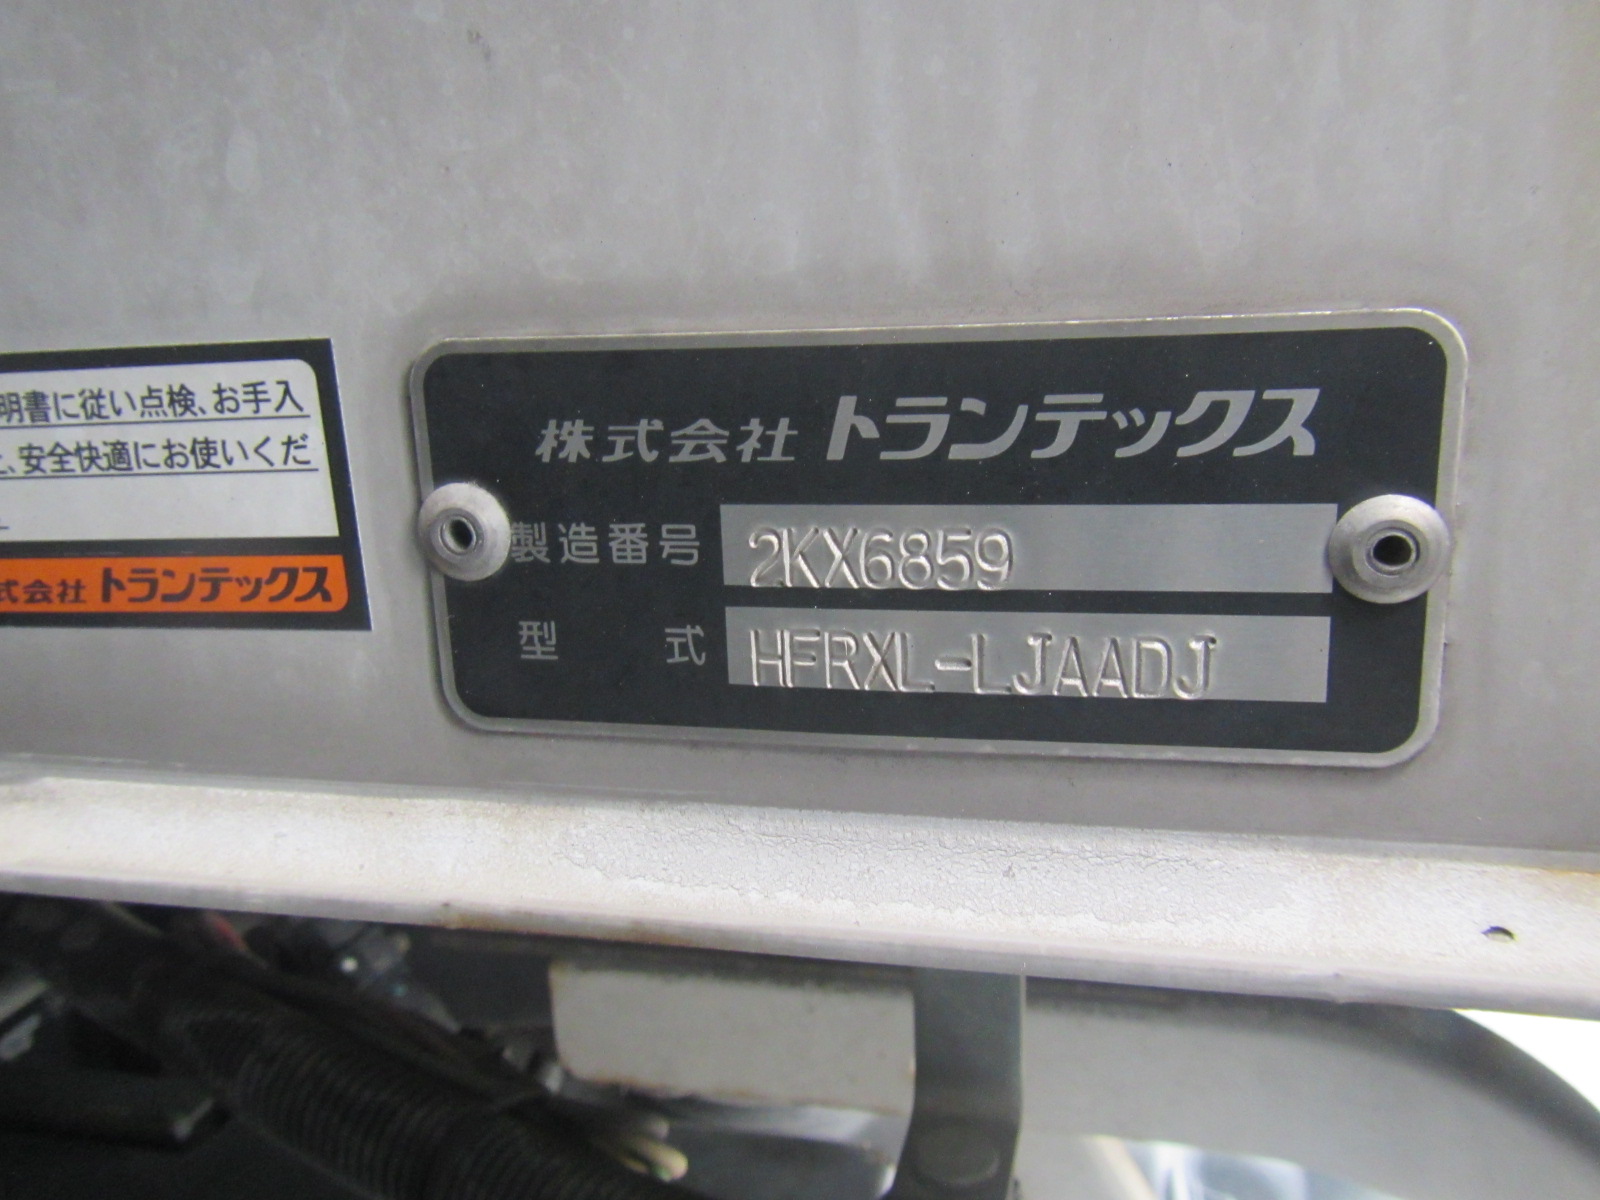 明書に従い点検、お手入
、安全快適にお使いくだ
式会社 トランテックス
株式会社 トランテックス
製造番号 2KX6859
型式 HFRXL-LJAADJ